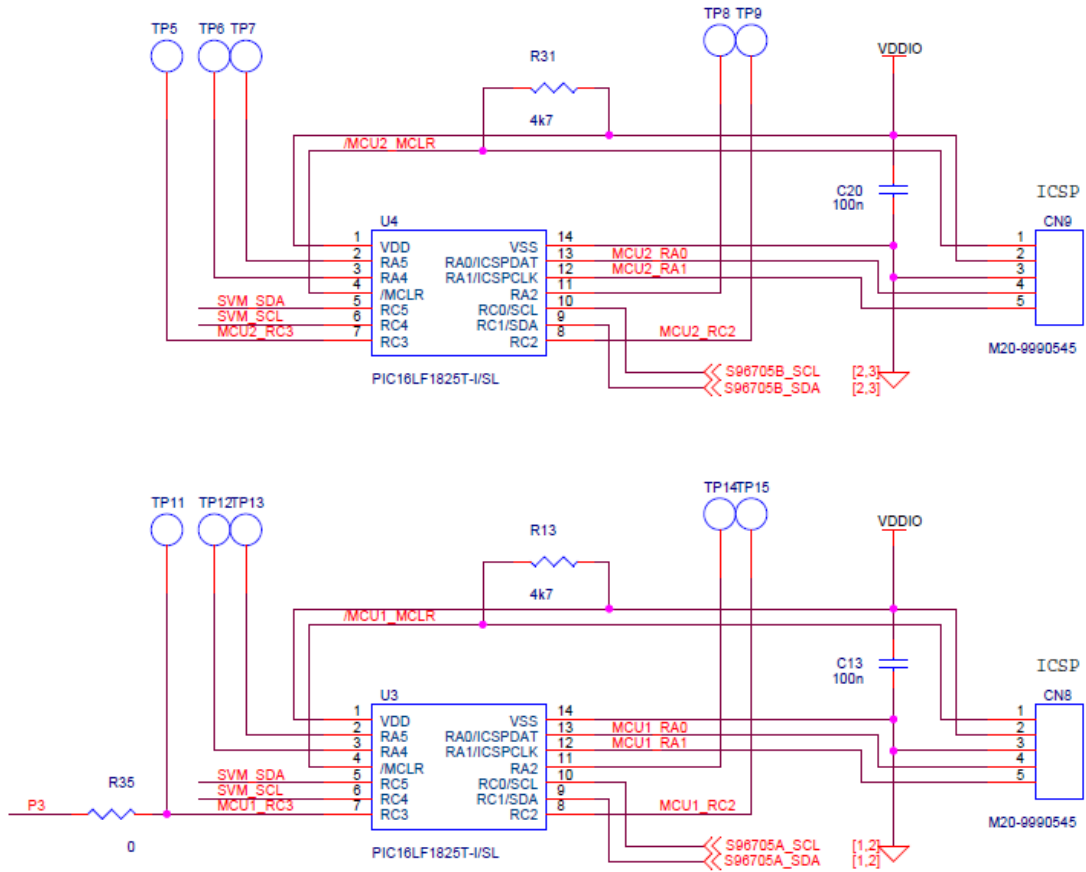 TP5 TP6 TP7 TP8 TP9
R31
VDDIO
4k7
/MCU2_MCLR
C20
100n
ICSP
U4
CN9
1 VDD VSS 14
2 RA5 RA0/ICSPDAT 13 MCU2_RA0
3 RA4 RA1/ICSPCLK 12 MCU2_RA1
4 /MCLR RA2 11
SVM_SDA 5 RC5 RC0/SCL 10
SVM_SCL 6 RC4 RC1/SDA 9
MCU2_RC3 7 RC3 RC2 8 MCU2_RC2
1
2
3
4
5
M20-9990545
PIC16LF1825T-I/SL
S96705B_SCL [2,3]
S96705B_SDA [2,3]
TP11 TP12 TP13 TP14 TP15
R13
VDDIO
4k7
/MCU1_MCLR
C13
100n
ICSP
U3
CN8
1 VDD VSS 14
2 RA5 RA0/ICSPDAT 13 MCU1_RA0
3 RA4 RA1/ICSPCLK 12 MCU1_RA1
4 /MCLR RA2 11
SVM_SDA 5 RC5 RC0/SCL 10
SVM_SCL 6 RC4 RC1/SDA 9
MCU1_RC3 7 RC3 RC2 8 MCU1_RC2
1
2
3
4
5
M20-9990545
P3
R35
0
PIC16LF1825T-I/SL
S96705A_SCL [1,2]
S96705A_SDA [1,2]